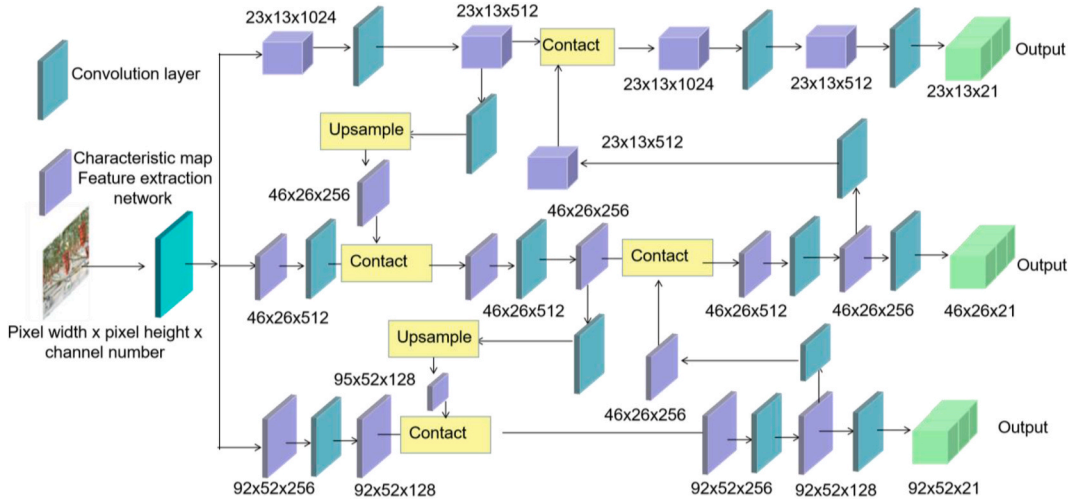 23x13x1024
23x13x512
Contact
23x13x1024
23x13x512
23x13x21
Output
Convolution layer
Upsample
23x13x512
Characteristic map
Feature extraction
network
46x26x256
46x26x256
Contact
Contact
46x26x512
46x26x512
46x26x512
46x26x256
46x26x21
Output
Pixel width x pixel height x
channel number
Upsample
95x52x128
46x26x256
Contact
Output
92x52x256
92x52x128
92x52x256
92x52x128
92x52x21